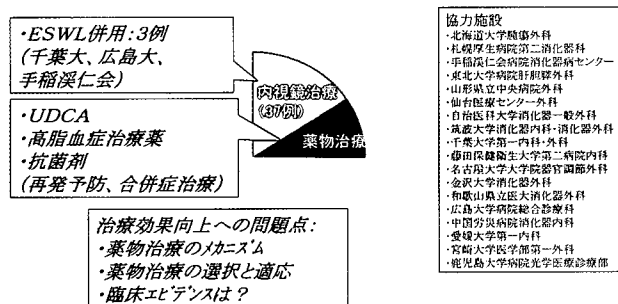 ・ESWL併用：3例
（千葉大、広島大、
手稲渓仁会）
内視鏡治療
（37例）
・UDCA
・高脂血症治療薬
・抗菌剤
（再発予防、合併症治療）
薬物治療
治療効果向上への問題点：
・薬物治療のメカニズム
・薬物治療の選択と適応
・臨床エビデンスは？
協力施設
・北海道大学腫瘍外科
・札幌厚生病院第二消化器科
・手稲渓仁会病院消化器病センター
・東北大学病院肝胆膵外科
・山形県立中央病院外科
・仙台医療センター外科
・自治医科大学消化器一般外科
・筑波大学消化器内科・消化器外科
・千葉大学第一内科・外科
・藤田保健衛生大学第二病院内科
・名古屋大学大学院器官調節外科
・金沢大学消化器外科
・和歌山県立医大消化器外科
・広島大学病院総合診療科
・中国労災病院消化器内科
・愛媛大学第一内科
・宮崎大学医学部第一外科
・鹿児島大学病院光学医療診療部